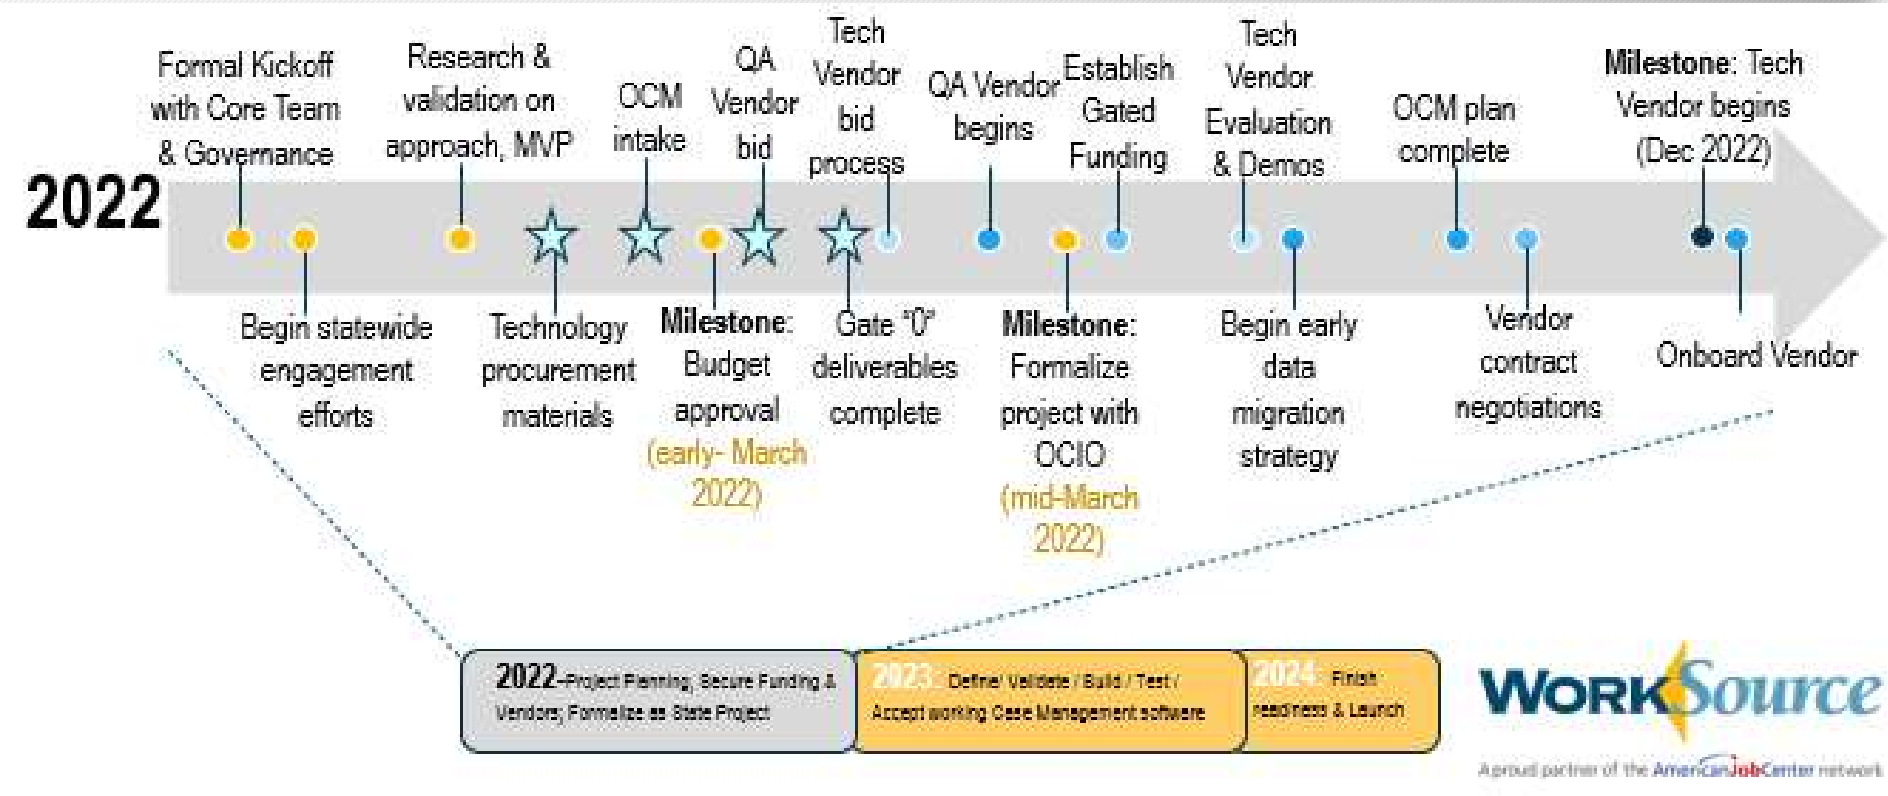 Formal Kickoff
with Core Team
& Governance
Research &
validation on
approach, MVP
OCM
intake
QA
Vendor
bid
Tech
Vendor
bid
process
QA Vendor
begins
Establish
Gated
Funding
Tech
Vendor
Evaluation
& Demos
OCM plan
complete
Milestone: Tech
Vendor begins
(Dec 2022)
2022
Begin statewide
engagement
efforts
Technology
procurement
materials
Milestone:
Budget
approval
(early- March
2022)
Gate "0"
deliverables
complete
Milestone:
Formalize
project with
OCIO
(mid-March
2022)
Begin early
data
migration
strategy
Vendor
contract
negotiations
Onboard Vendor
2022-Project Planning; Secure Funding &
Vendors; Formalize as State Project
2023: Define/ Validate / Build / Test /
Accept working Case Management software
2024: Finish
readiness & Launch
WorkSource
A proud partner of the AmericanJobCenter network